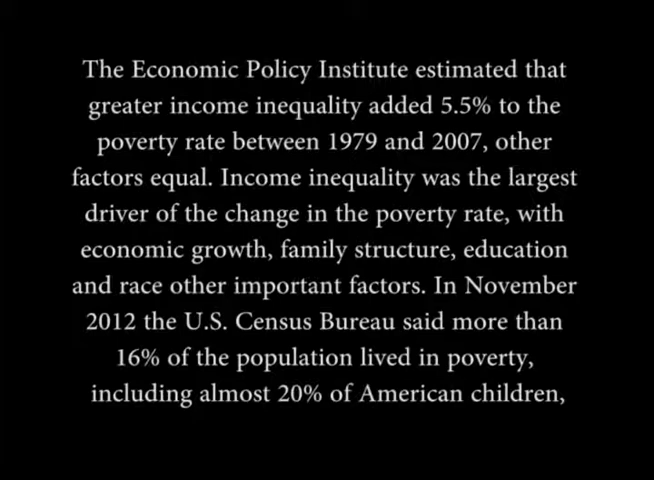 The Economic Policy Institute estimated that
greater income inequality added 5.5% to the
poverty rate between 1979 and 2007, other
factors equal. Income inequality was the largest
driver of the change in the poverty rate, with
economic growth, family structure, education
and race other important factors. In November
2012 the U.S. Census Bureau said more than
16% of the population lived in poverty,
including almost 20% of American children,